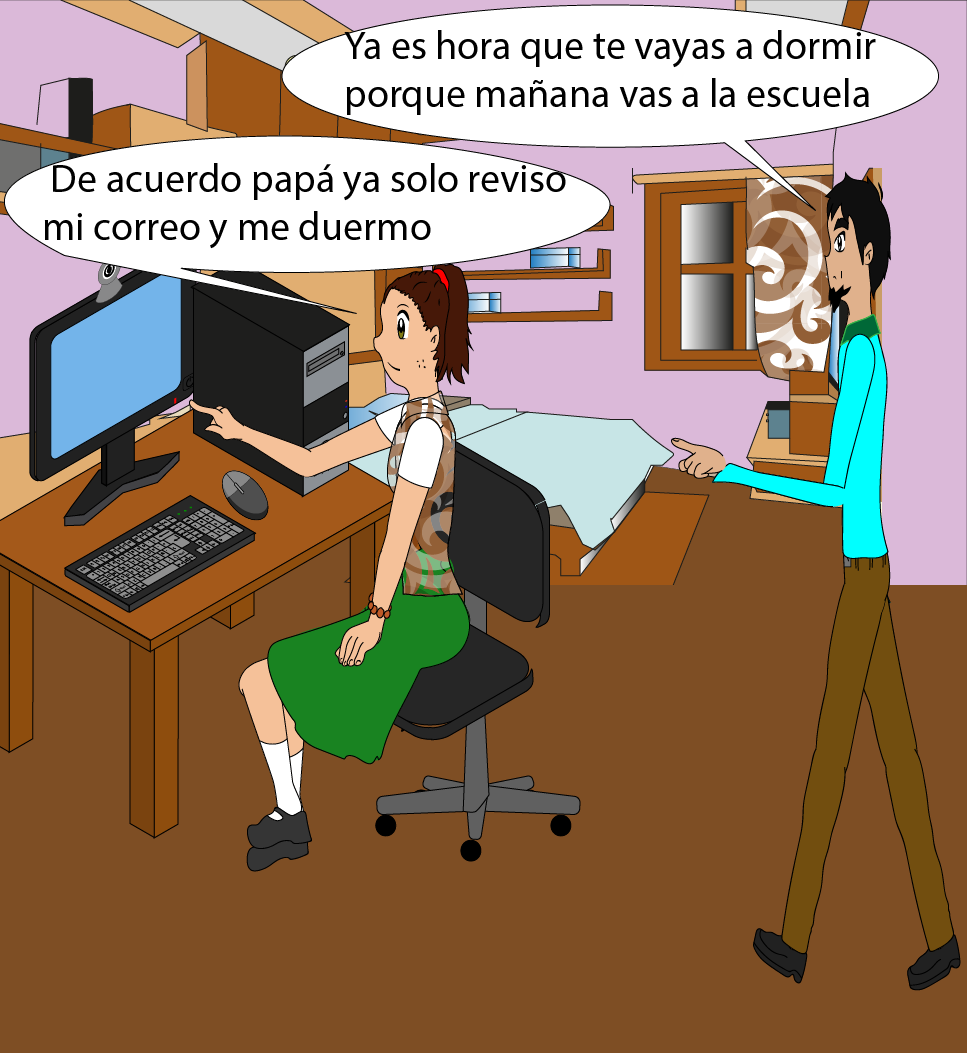 Ya es hora que te vayas a dormir
porque mañana vas a la escuela
De acuerdo papá ya solo reviso
mi correo y me duermo